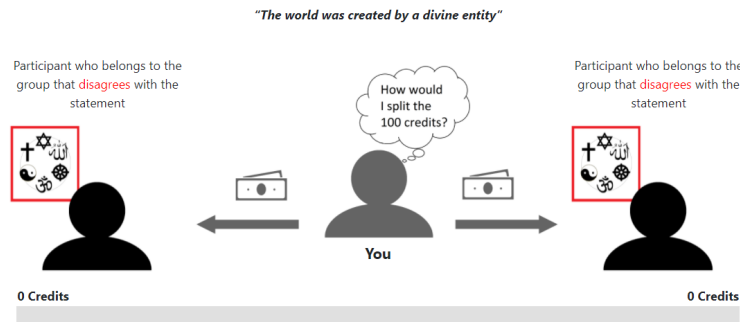 "The world was created by a divine entity"
Participant who belongs to the
group that disagrees with the
statement
How would
I split the
100 credits?
Participant who belongs to the
group that disagrees with the
statement
الله
ॐ
الله
ॐ
You
0 Credits
0 Credits